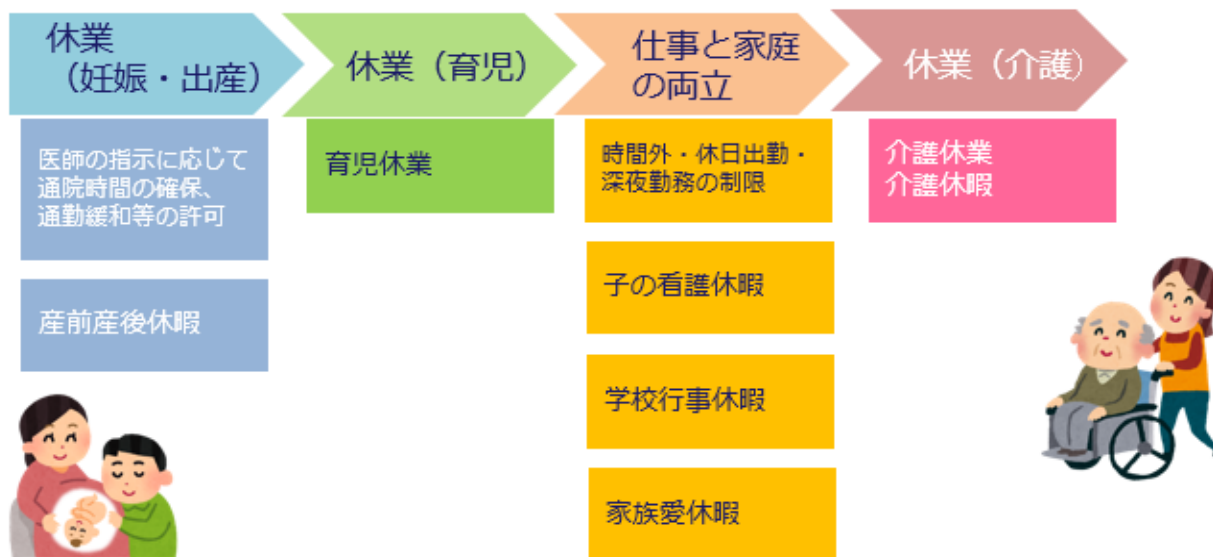 休業
（妊娠・出産）
休業（育児）
仕事と家庭
の両立
休業（介護）
医師の指示に応じて
通院時間の確保、
通勤緩和等の許可
産前産後休暇
育児休業
時間外・休日出勤・
深夜勤務の制限
子の看護休暇
学校行事休暇
家族愛休暇
介護休業
介護休暇